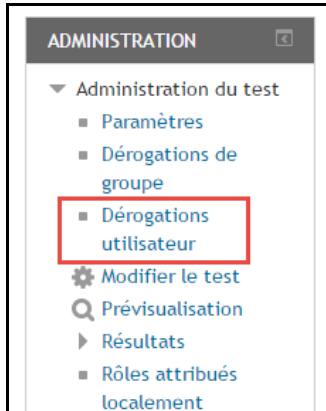 ADMINISTRATION
Administration du test
Paramètres
Dérogations de
groupe
Dérogations
utilisateur
Modifier le test
Prévisualisation
Résultats
Rôles attribués
localement